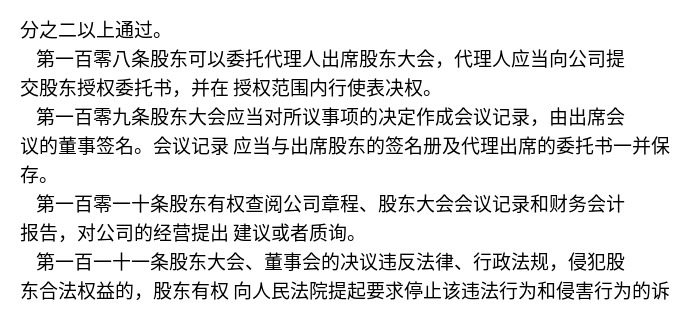 分之二以上通过。
第一百零八条股东可以委托代理人出席股东大会，代理人应当向公司提
交股东授权委托书，并在 授权范围内行使表决权。
第一百零九条股东大会应当对所议事项的决定作成会议记录，由出席会
议的董事签名。会议记录 应当与出席股东的签名册及代理出席的委托书一并保
存。
第一百零一十条股东有权查阅公司章程、股东大会会议记录和财务会计
报告，对公司的经营提出 建议或者质询。
第一百一十一条股东大会、董事会的决议违反法律、行政法规，侵犯股
东合法权益的，股东有权 向人民法院提起要求停止该违法行为和侵害行为的诉